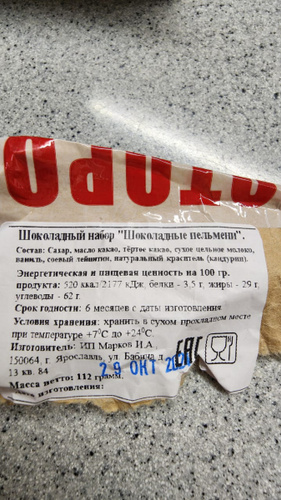 ОТОРО
Шоколадный набор "Шоколадные пельмени".
Состав: Сахар, масло какао, тёртое какао, сухое цельное молоко,
ваниль, соевый лецитин, натуральный краситель (кандурин).
Энергетическая и пищевая ценность на 100 гр.
продукта: 520 ккал/2177 кДж, белки - 3,5 г, жиры - 29 г,
углеводы - 62 г.
Срок годности: 6 месяцев с даты изготовления
Условия хранения: хранить в сухом прохладном месте
при температуре +7°С до +24°С
Изготовитель: ИП Марков И.А.
150064, г. Ярославль, ул. Бабича д.
13 кв. 84
29 ОКТ 20
Масса нетто: 112 грамм.
изготовления:
ЕАС